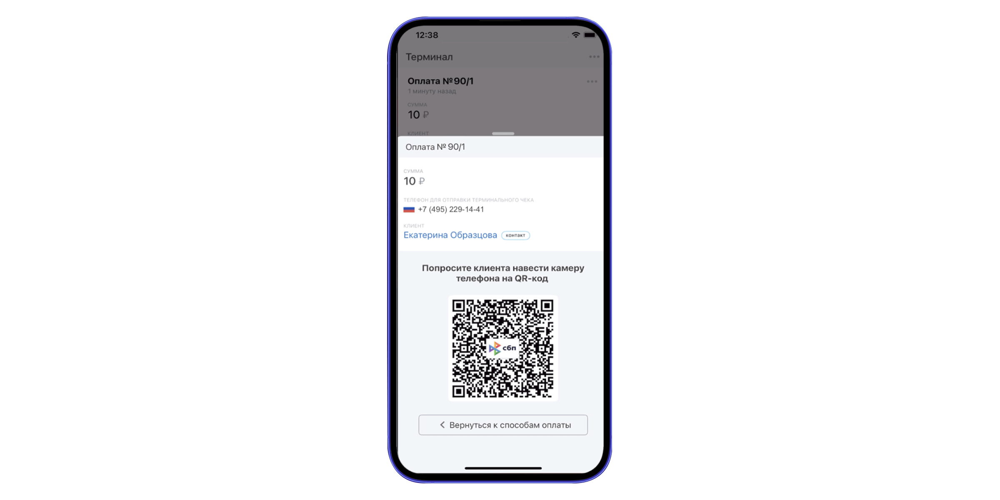 12:38
Терминал
Оплата №90/1
1 минуту назад
СУММА
10 ₽
КЛИЕНТ
Оплата № 90/1
СУММА
10 ₽
ТЕЛЕФОН ДЛЯ ОТПРАВКИ ТЕРМИНАЛЬНОГО ЧЕКА
+7 (495) 229-14-41
КЛИЕНТ
Екатерина Образцова контакт
Попросите клиента навести камеру
телефона на QR-код
сбп
Вернуться к способам оплаты